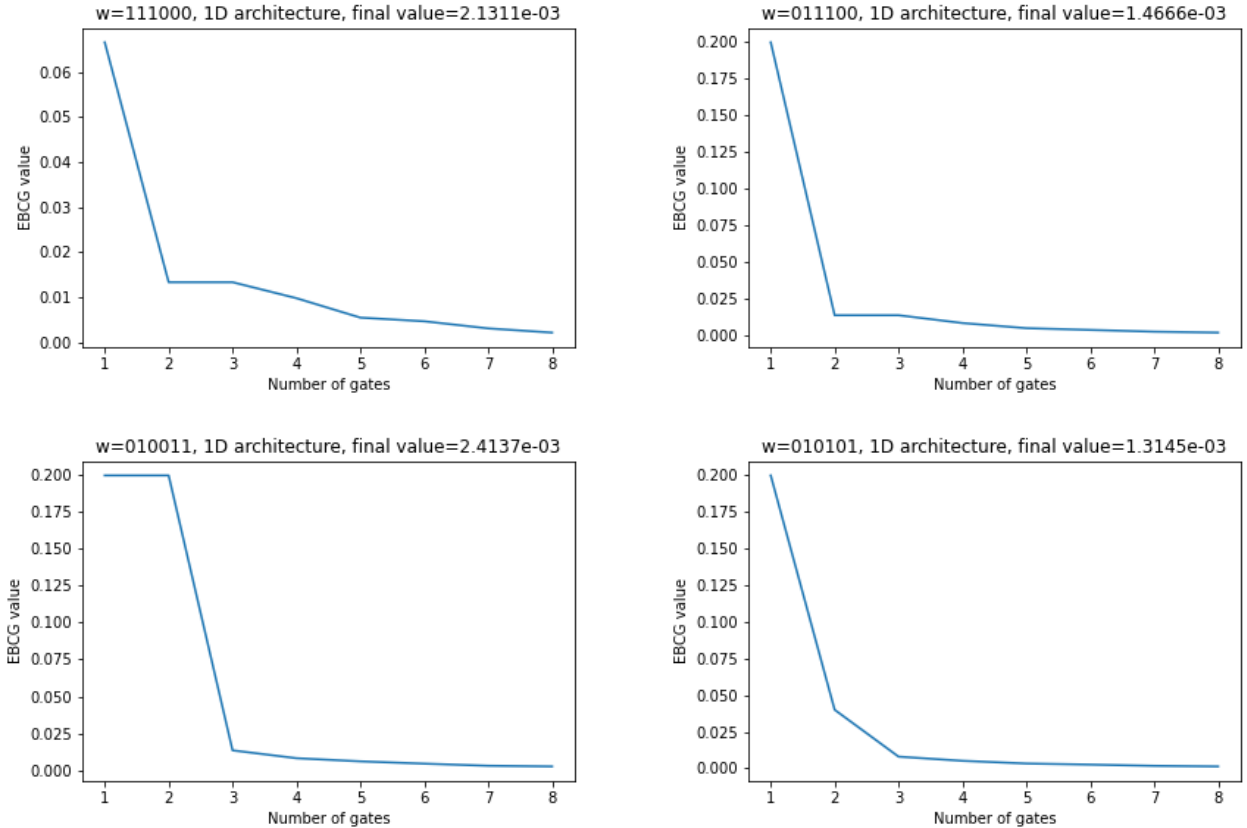 w=111000, 1D architecture, final value=2.1311e-03
0.06
0.05
0.04
0.03
0.02
0.01
0.00
EBCG value
1 2 3 4 5 6 7 8
Number of gates
w=011100, 1D architecture, final value=1.4666e-03
0.200
0.175
0.150
0.125
0.100
0.075
0.050
0.025
0.000
EBCG value
1 2 3 4 5 6 7 8
Number of gates
w=010011, 1D architecture, final value=2.4137e-03
0.200
0.175
0.150
0.125
0.100
0.075
0.050
0.025
0.000
EBCG value
1 2 3 4 5 6 7 8
Number of gates
w=010101, 1D architecture, final value=1.3145e-03
0.200
0.175
0.150
0.125
0.100
0.075
0.050
0.025
0.000
EBCG value
1 2 3 4 5 6 7 8
Number of gates